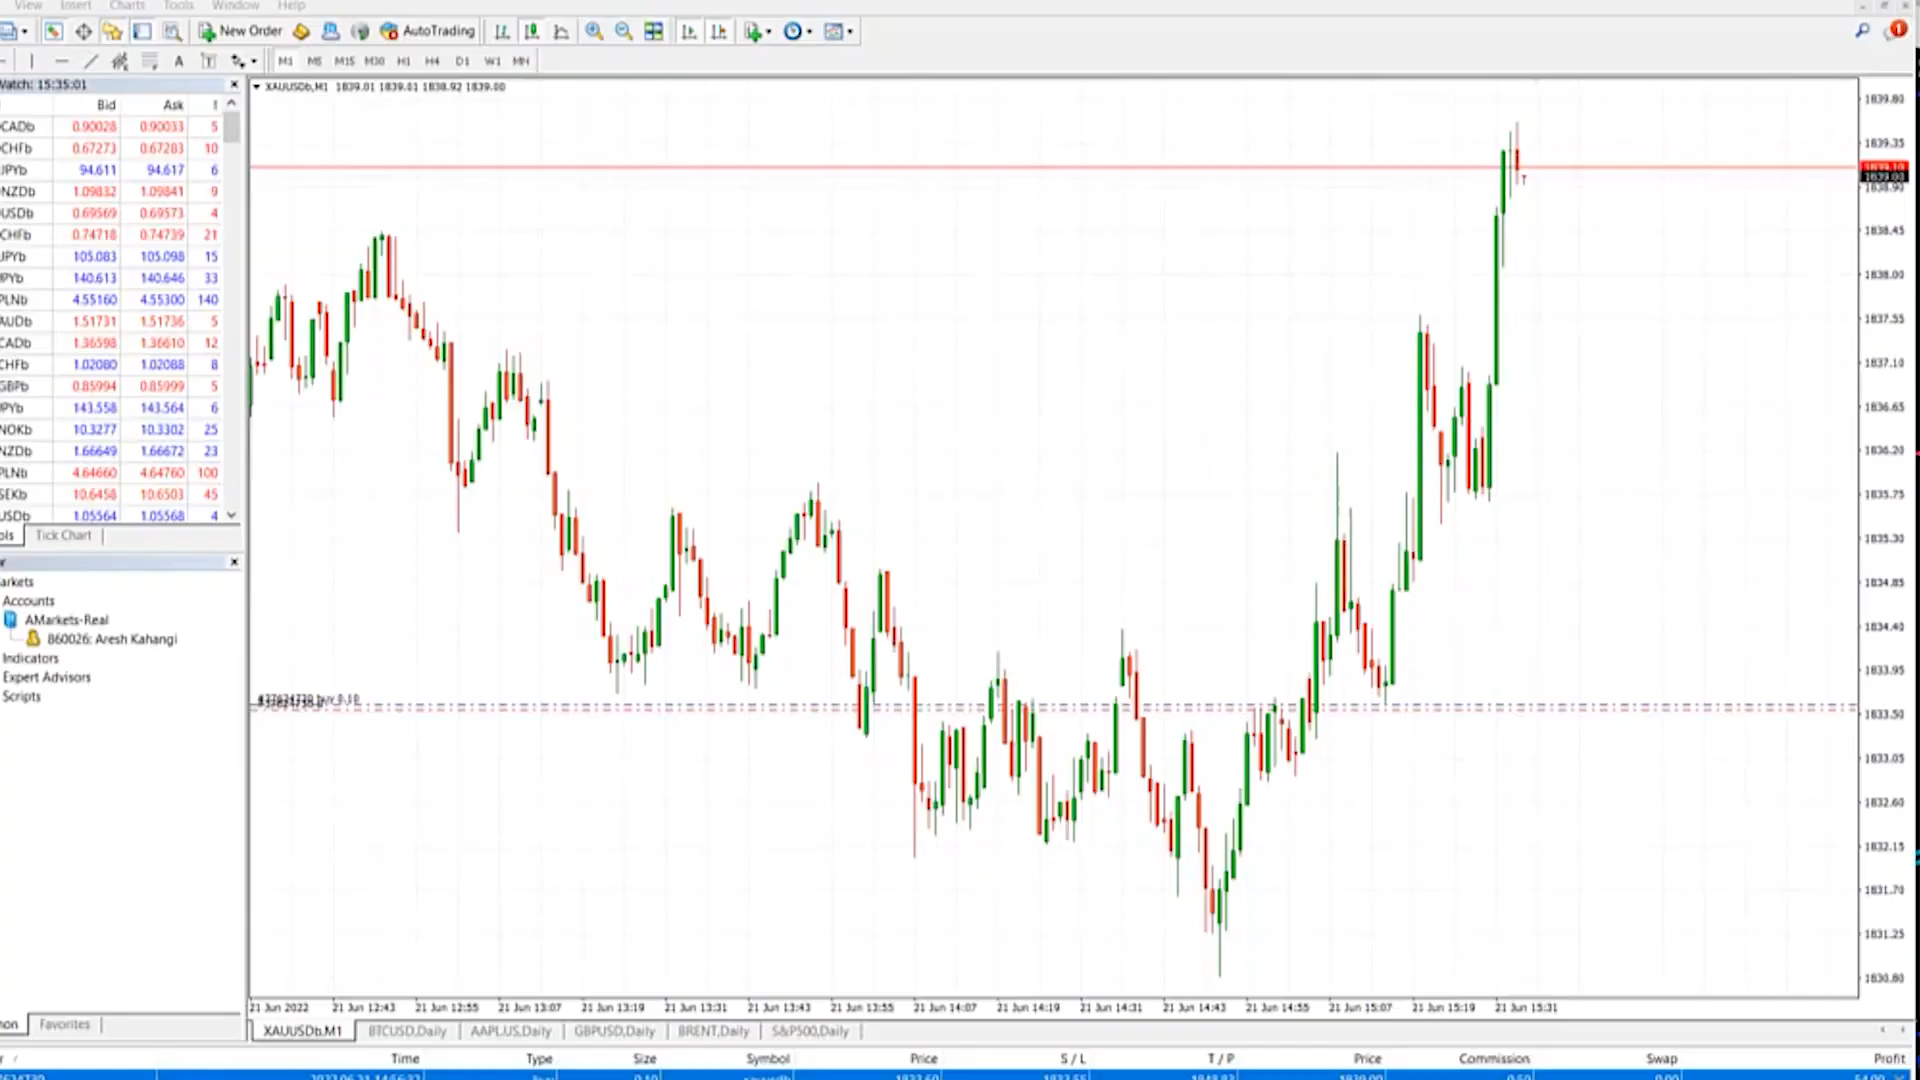 View Insert Charts Tools Window Help
New Order AutoTrading 1
A T M1 M5 M15 M30 H1 H4 D1 W1 MN
Watch: 15:35:01
Bid Ask !
CADb 0.90028 0.90033 5
CHFb 0.67273 0.67283 10
JPYb 94.611 94.617 6
NZDb 1.09832 1.09841 9
USDb 0.69569 0.69573 4
CHFb 0.74718 0.74739 21
JPYb 105.083 105.098 15
JPYb 140.613 140.646 33
PLNb 4.55160 4.55300 140
AUDb 1.51731 1.51736 5
CADb 1.36598 1.36610 12
CHFb 1.02080 1.02088 8
GBPb 0.85994 0.85999 5
JPYb 143.558 143.564 6
NOKb 10.3277 10.3302 25
NZDb 1.66649 1.66672 23
PLNb 4.64660 4.64760 100
SEKb 10.6458 10.6503 45
USDb 1.05564 1.05568 4
ols Tick Chart
arkets
Accounts
AMarkets-Real
860026: Aresh Kahangi
Indicators
Expert Advisors
Scripts
mon Favorites
XAUUSDb,M1 1839.01 1839.01 1838.92 1839.00
buy 0.10
1839.80
1839.35
1839.10
1839.00
1838.90
1838.45
1838.00
1837.55
1837.10
1836.65
1836.20
1835.75
1835.30
1834.85
1834.40
1833.95
1833.50
1833.05
1832.60
1832.15
1831.70
1831.25
1830.80
21 Jun 2022 21 Jun 12:43 21 Jun 12:55 21 Jun 13:07 21 Jun 13:19 21 Jun 13:31 21 Jun 13:43 21 Jun 13:55 21 Jun 14:07 21 Jun 14:19 21 Jun 14:31 21 Jun 14:43 21 Jun 14:55 21 Jun 15:07 21 Jun 15:19 21 Jun 15:31
XAUUSDb,M1 BTCUSD,Daily AAPL.US,Daily GBPUSD,Daily BRENT,Daily S&P500,Daily
Time Type Size Symbol Price S / L T / P Price Commission Swap Profit